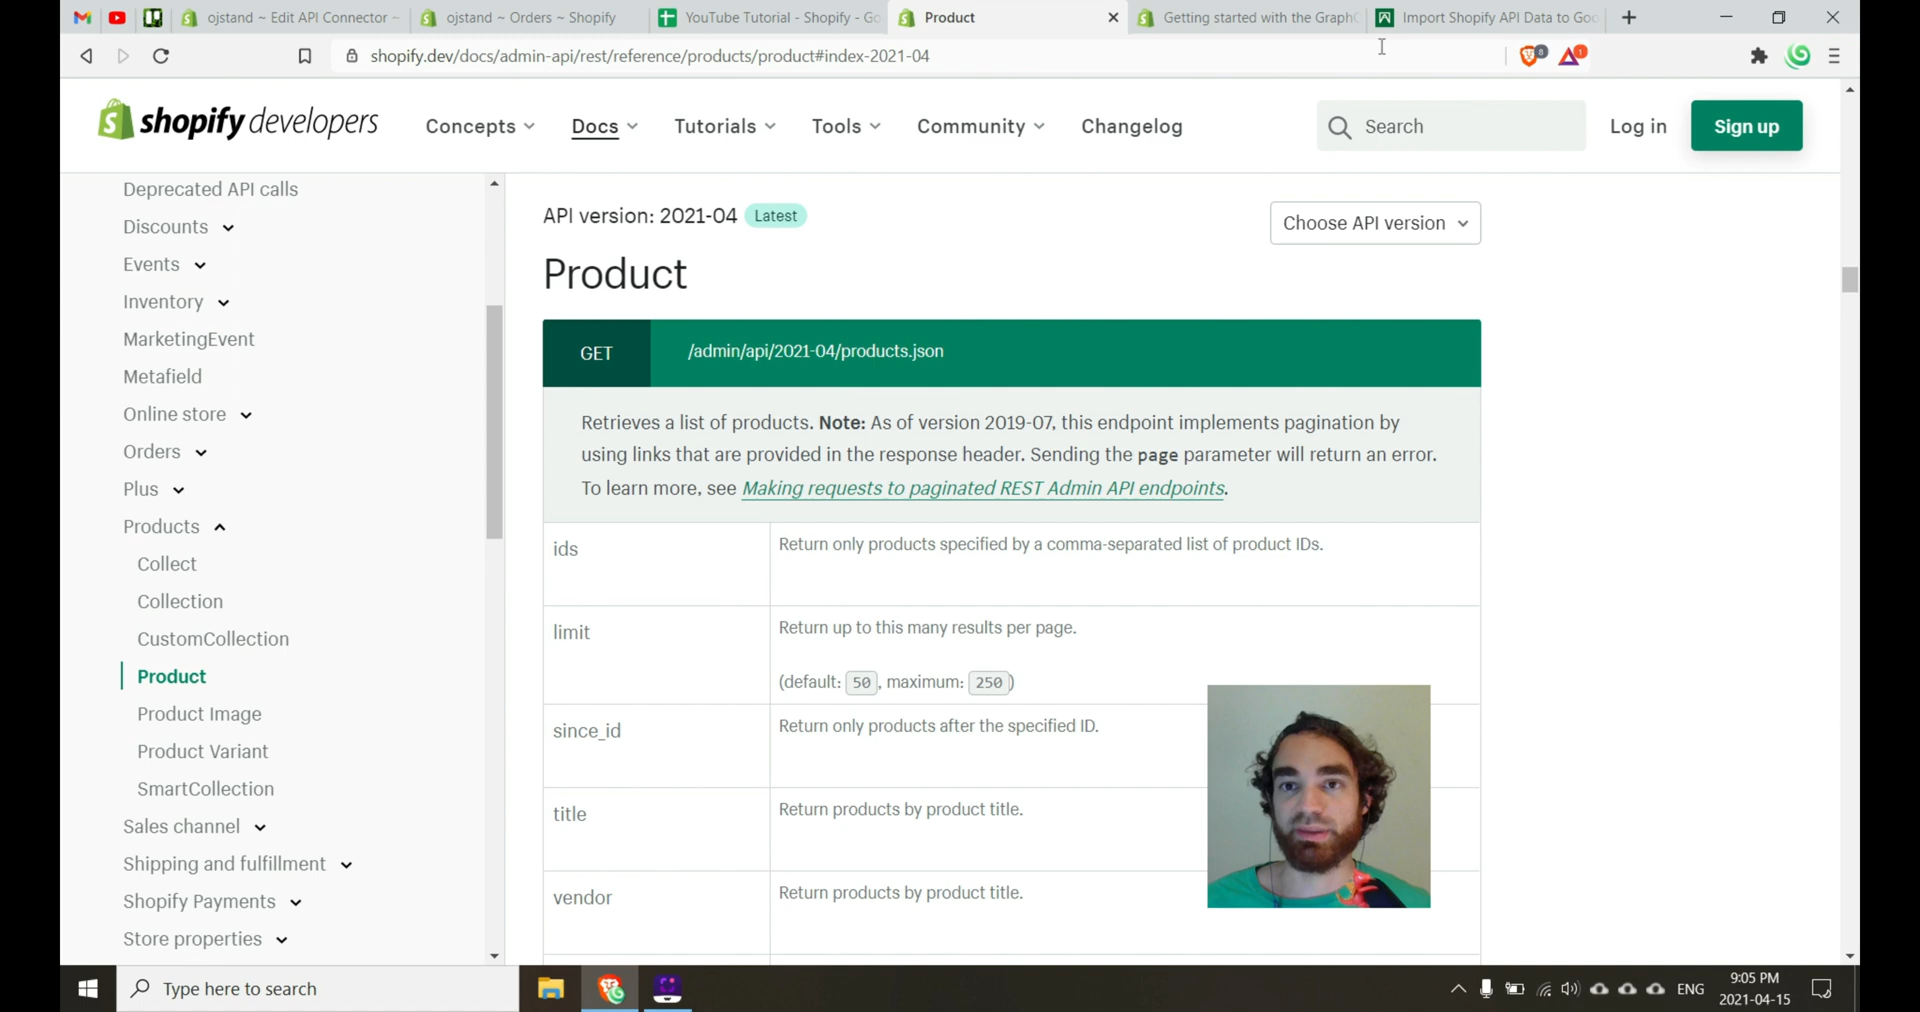 ojstand ~ Edit API Connector ~
ojstand ~ Orders ~ Shopify
YouTube Tutorial - Shopify - Go
Product
Getting started with the GraphQ
Import Shopify API Data to Goo
shopify.dev/docs/admin-api/rest/reference/products/product#index-2021-04
8
1
shopify developers
Concepts
Docs
Tutorials
Tools
Community
Changelog
Search
Log in
Sign up
Deprecated API calls
Discounts
Events
Inventory
MarketingEvent
Metafield
Online store
Orders
Plus
Products
Collect
Collection
CustomCollection
Product
Product Image
Product Variant
SmartCollection
Sales channel
Shipping and fulfillment
Shopify Payments
Store properties
API version: 2021-04 Latest
Choose API version
Product
GET /admin/api/2021-04/products.json
Retrieves a list of products. Note: As of version 2019-07, this endpoint implements pagination by
using links that are provided in the response header. Sending the page parameter will return an error.
To learn more, see Making requests to paginated REST Admin API endpoints.
ids
Return only products specified by a comma-separated list of product IDs.
limit
Return up to this many results per page.
(default: 50, maximum: 250)
since_id
Return only products after the specified ID.
title
Return products by product title.
vendor
Return products by product title.
Type here to search
ENG
9:05 PM
2021-04-15